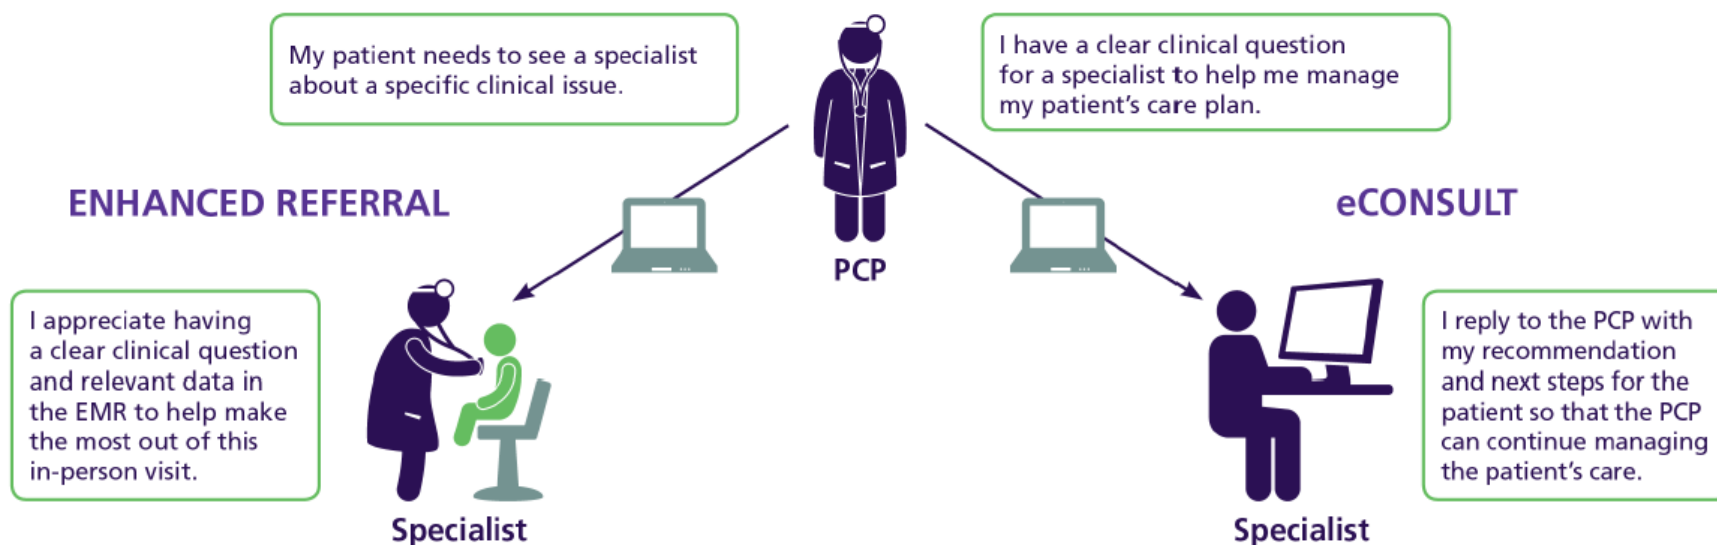 My patient needs to see a specialist
about a specific clinical issue.
I have a clear clinical question
for a specialist to help me manage
my patient’s care plan.
ENHANCED REFERRAL
eCONSULT
PCP
I appreciate having
a clear clinical question
and relevant data in
the EMR to help make
the most out of this
in-person visit.
I reply to the PCP with
my recommendation
and next steps for the
patient so that the PCP
can continue managing
the patient’s care.
Specialist
Specialist